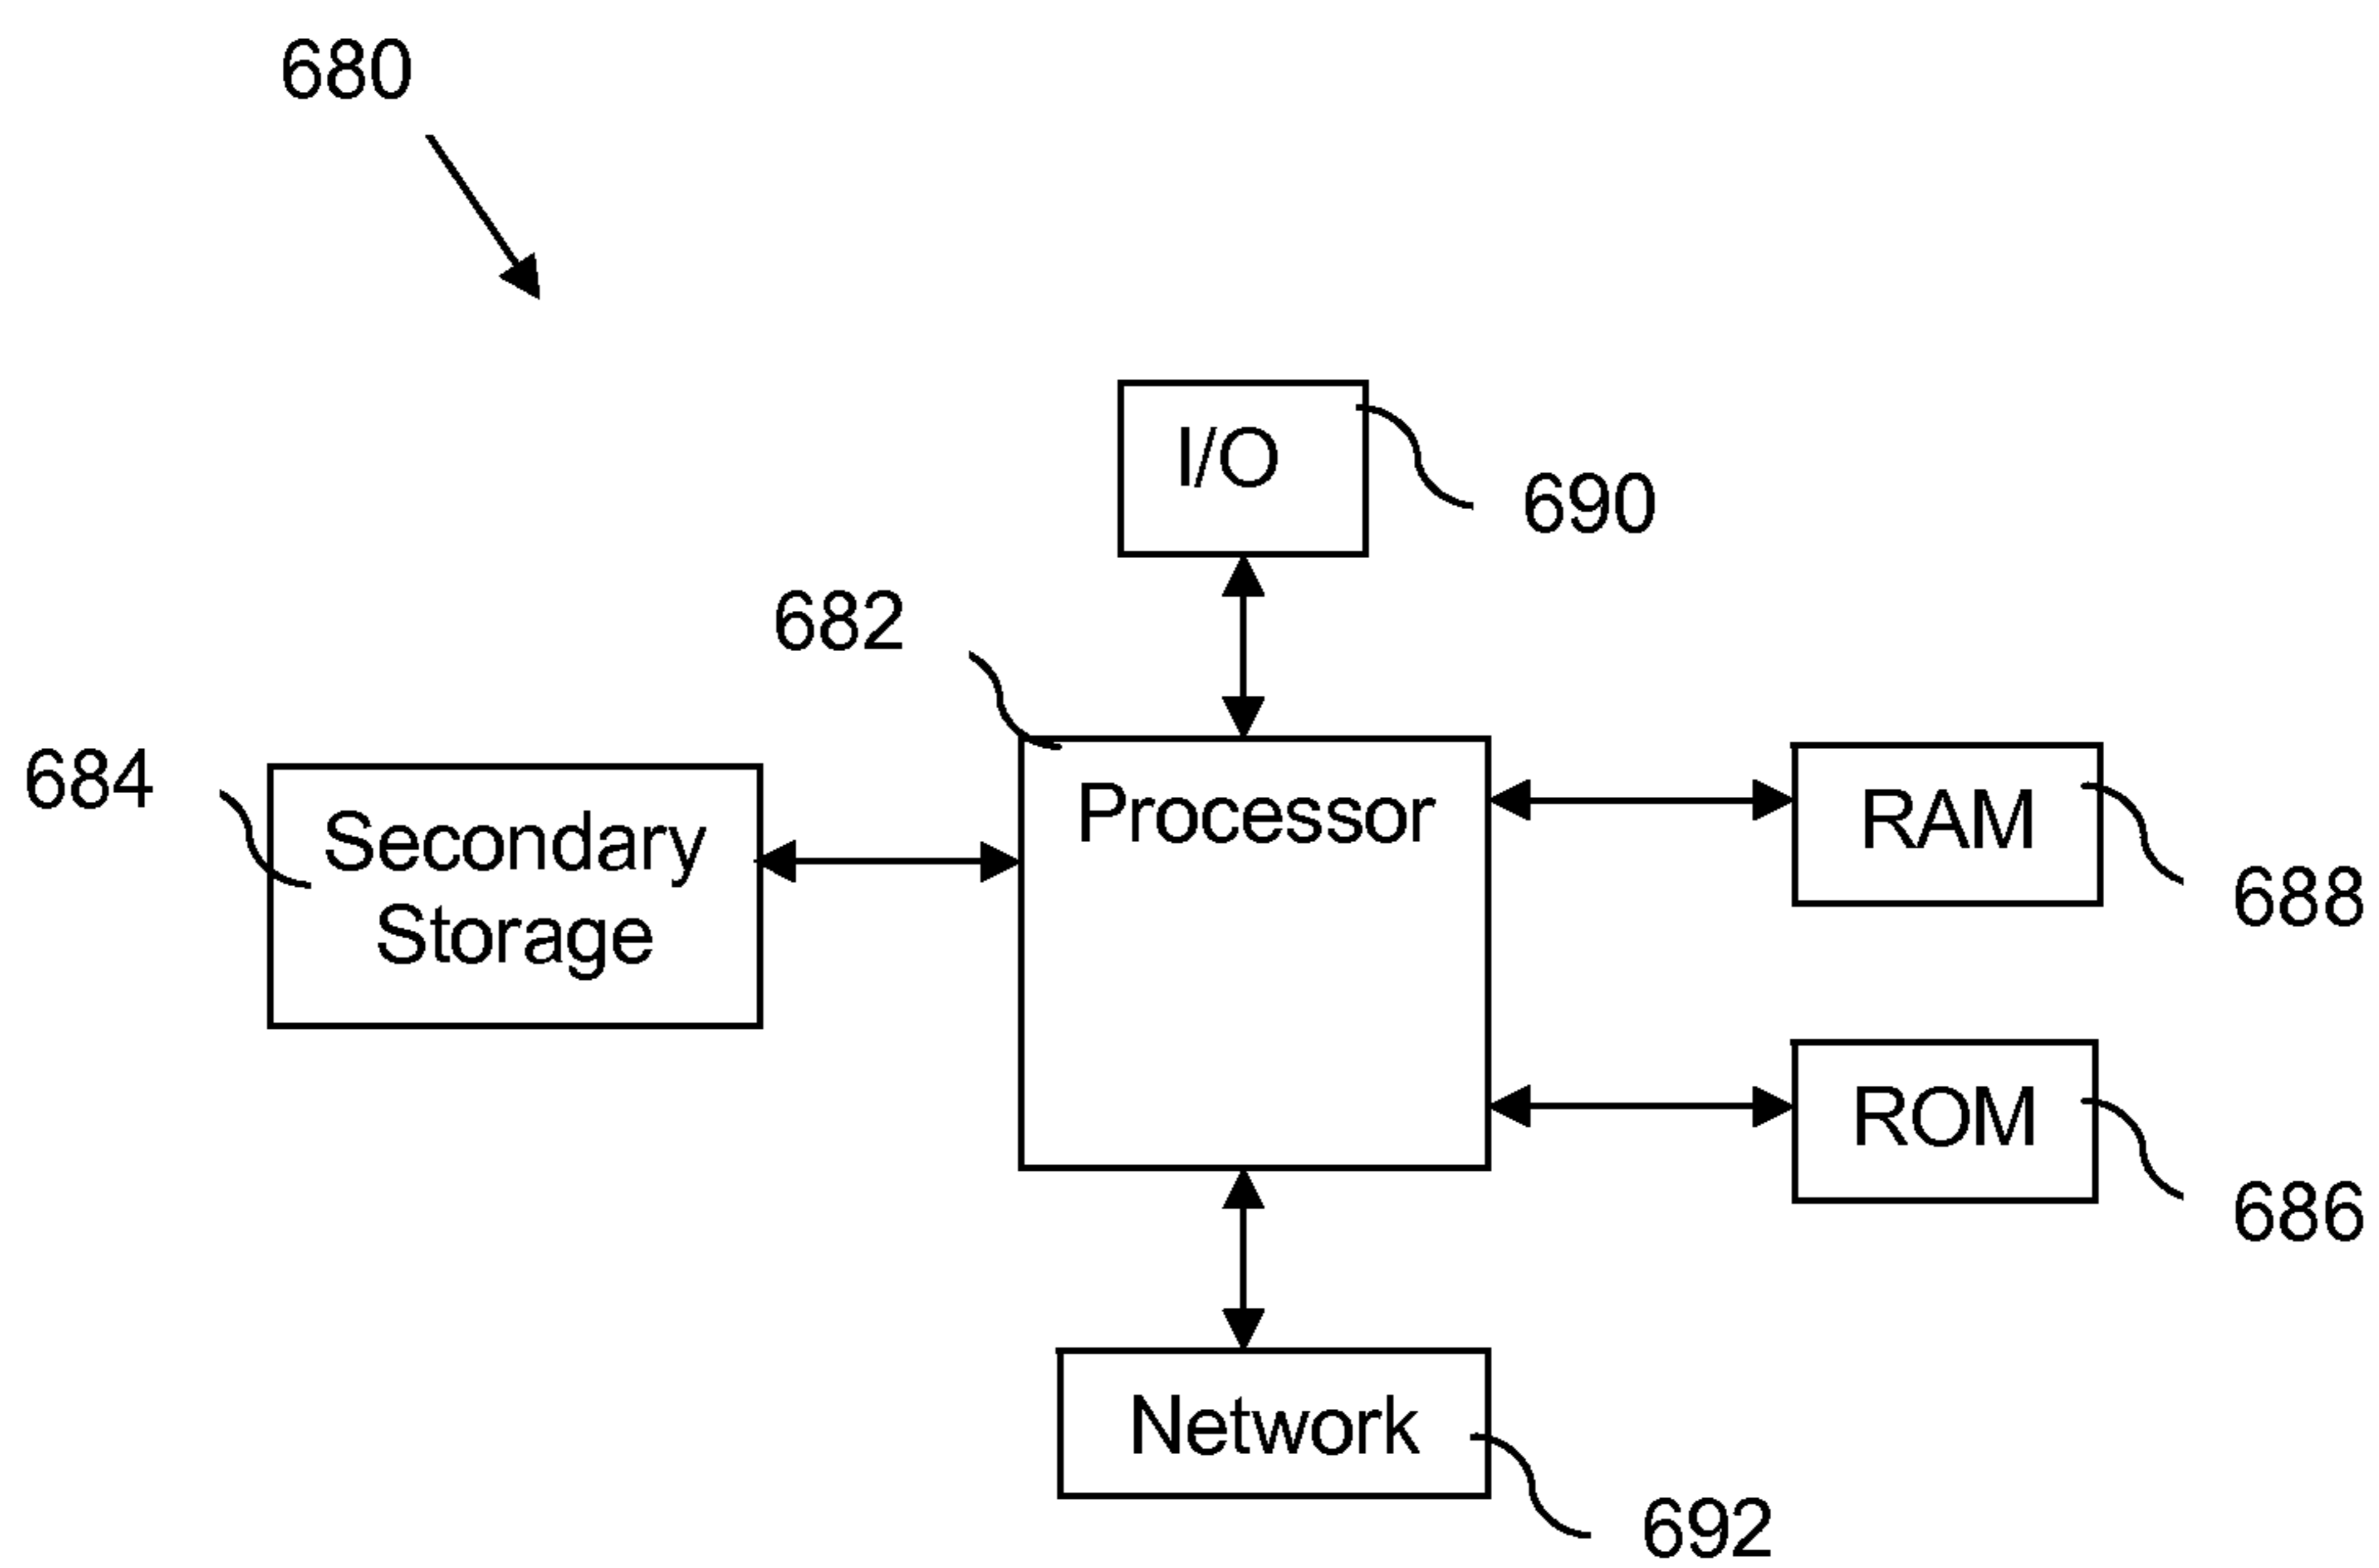 680
I/O
690
682
684
Secondary
Storage
Processor
RAM
688
ROM
686
Network
692